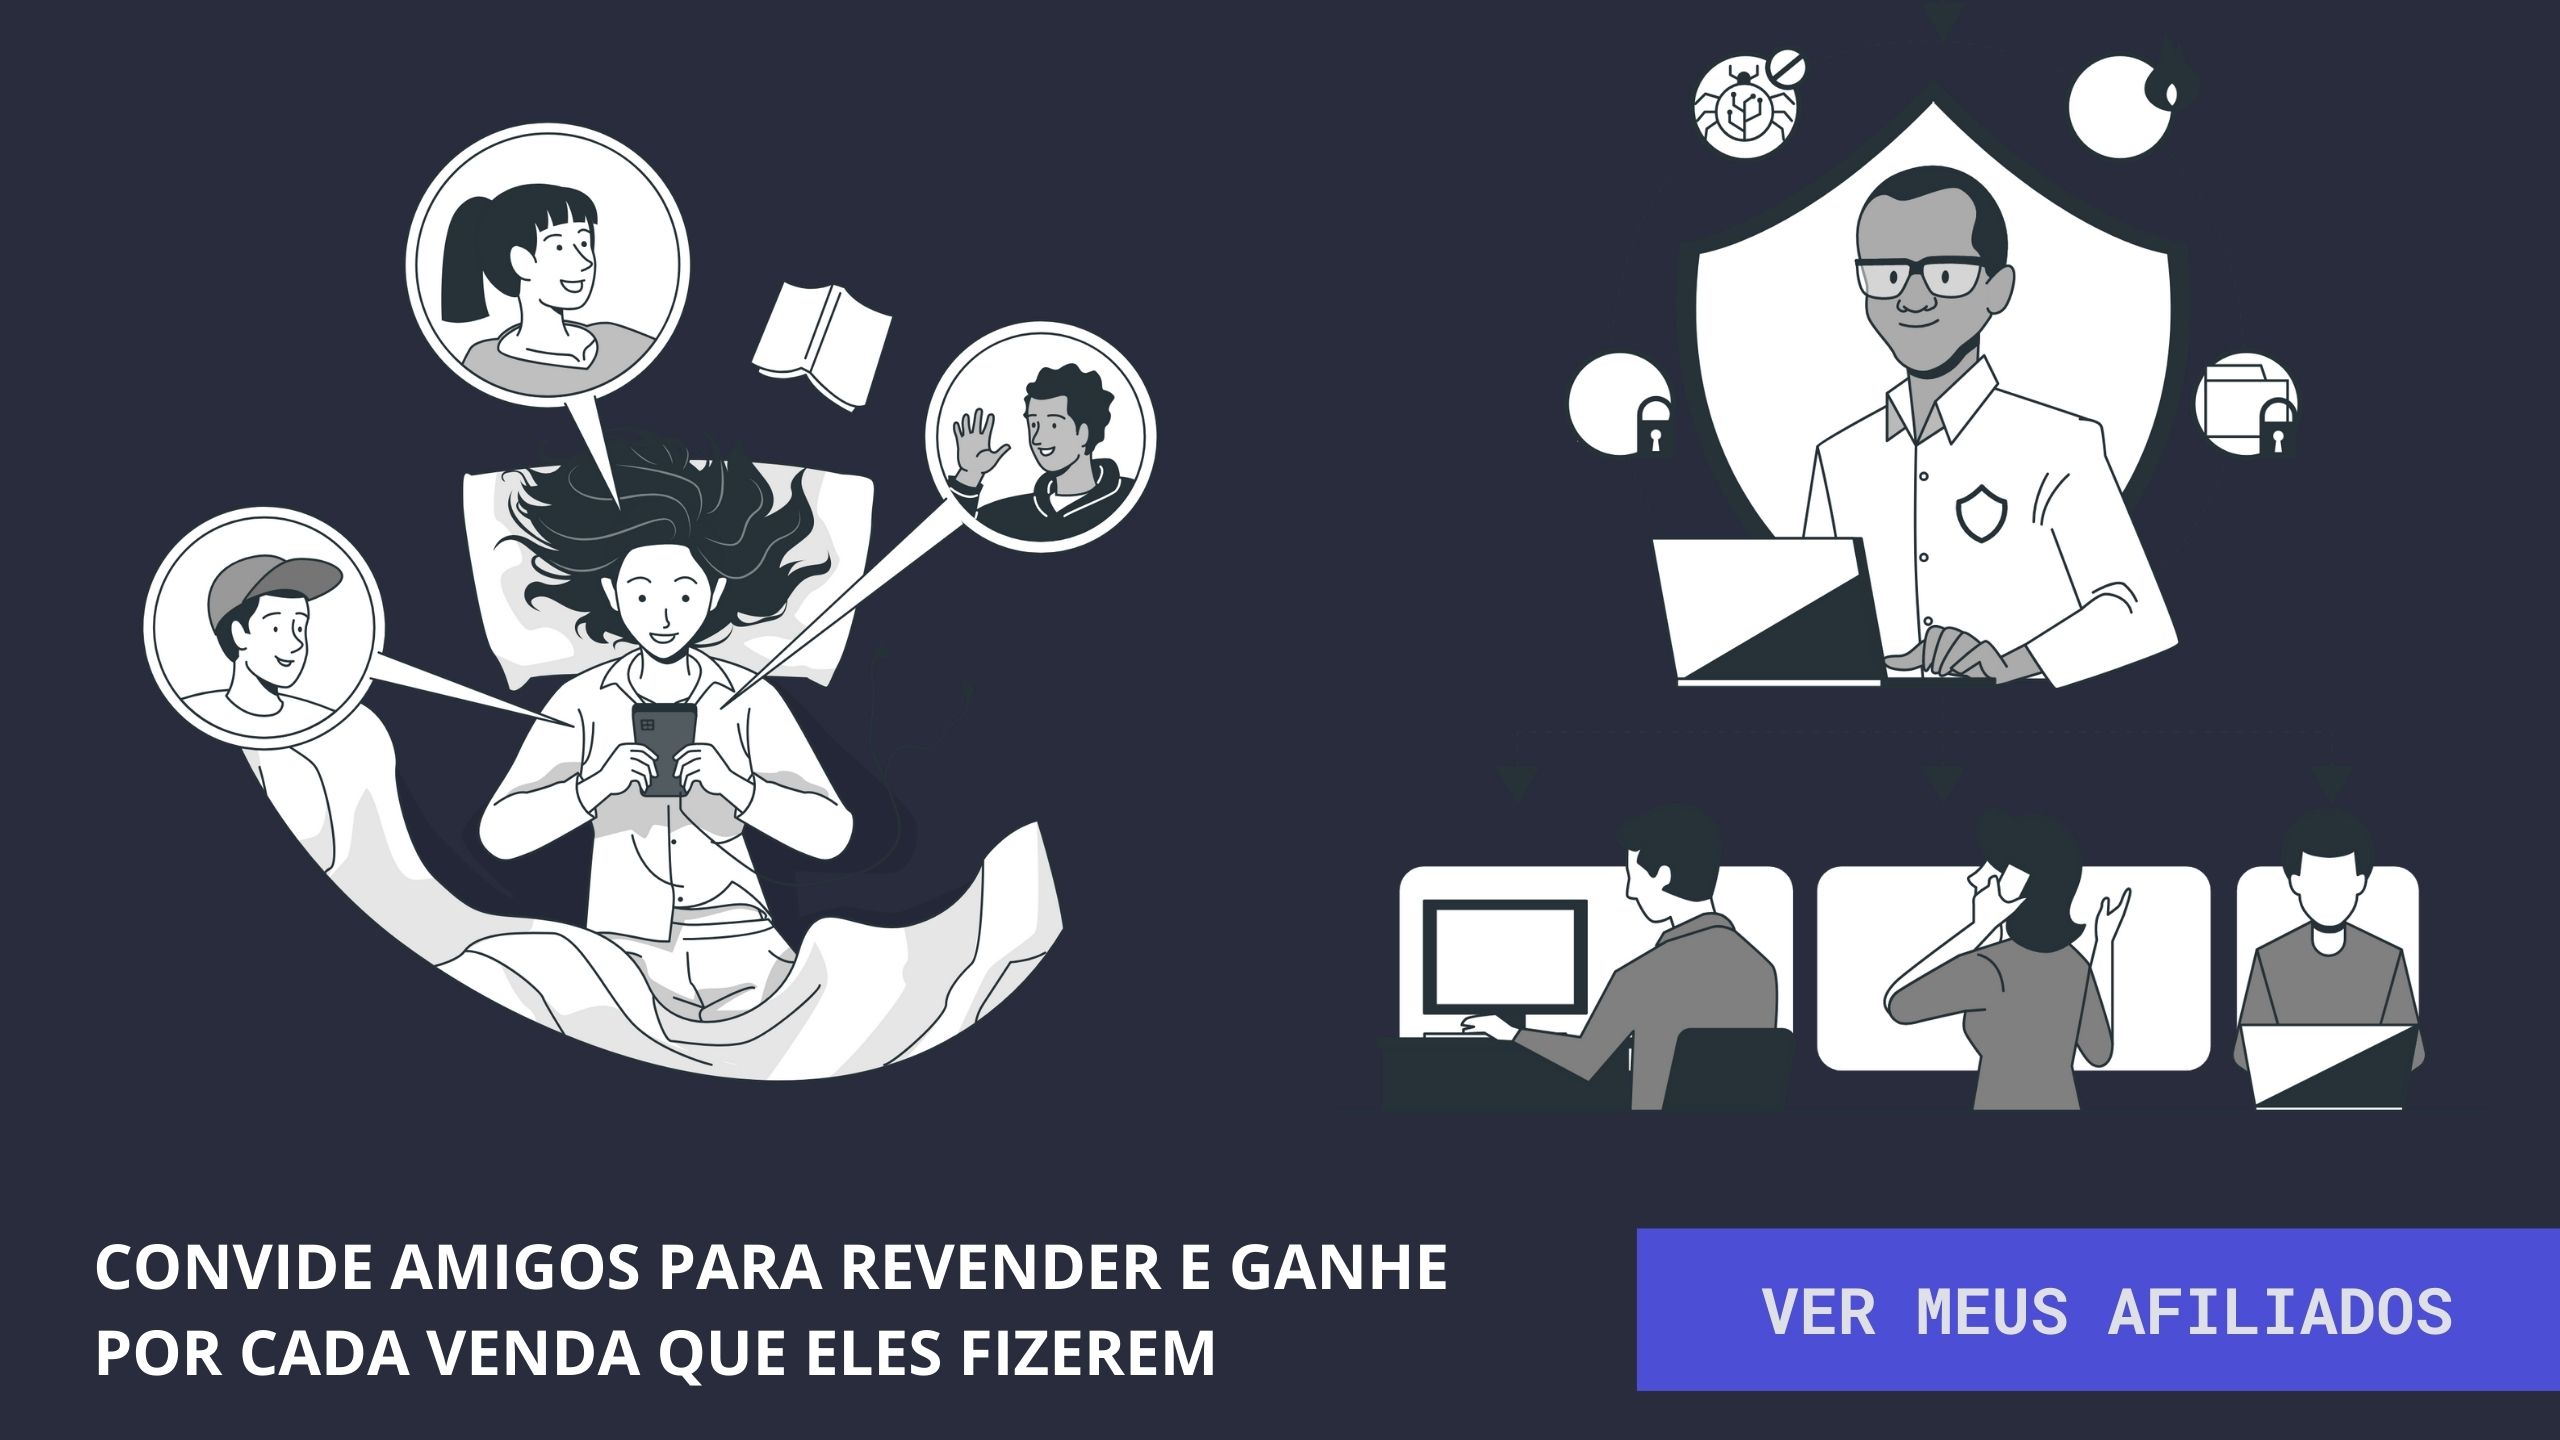 CONVIDE AMIGOS PARA REVENDER E GANHE
POR CADA VENDA QUE ELES FIZEREM
VER MEUS AFILIADOS